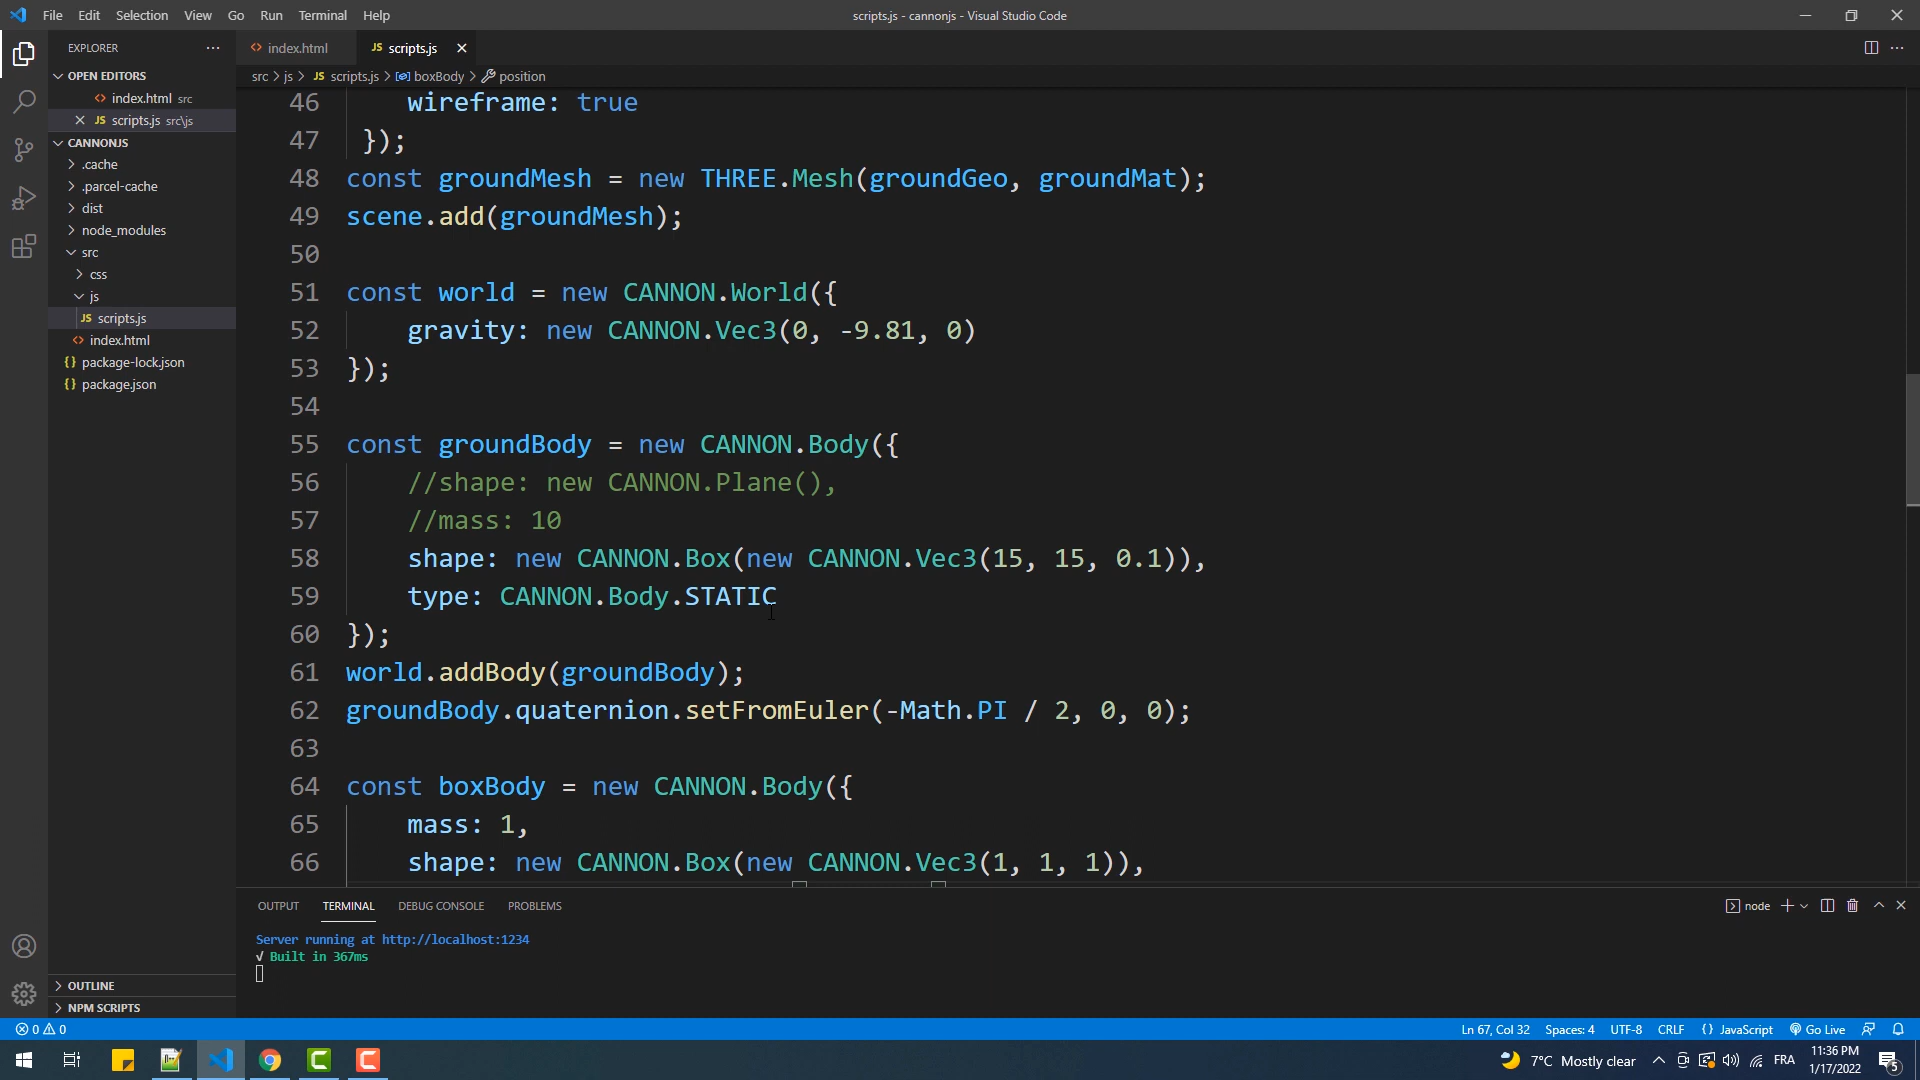 File Edit Selection View Go Run Terminal Help
scripts.js - cannonjs - Visual Studio Code
EXPLORER
index.html
JS scripts.js
OPEN EDITORS
index.html src
JS scripts.js src\js
CANNONJS
.cache
.parcel-cache
dist
node_modules
src
css
js
JS scripts.js
index.html
{} package-lock.json
{} package.json
OUTLINE
NPM SCRIPTS
src > js > JS scripts.js > boxBody > position
46 wireframe: true
47 });
48 const groundMesh = new THREE.Mesh(groundGeo, groundMat);
49 scene.add(groundMesh);
50
51 const world = new CANNON.World({
52 gravity: new CANNON.Vec3(0, -9.81, 0)
53 });
54
55 const groundBody = new CANNON.Body({
56 //shape: new CANNON.Plane(),
57 //mass: 10
58 shape: new CANNON.Box(new CANNON.Vec3(15, 15, 0.1)),
59 type: CANNON.Body.STATIC
60 });
61 world.addBody(groundBody);
62 groundBody.quaternion.setFromEuler(-Math.PI / 2, 0, 0);
63
64 const boxBody = new CANNON.Body({
65 mass: 1,
66 shape: new CANNON.Box(new CANNON.Vec3(1, 1, 1)),
OUTPUT TERMINAL DEBUG CONSOLE PROBLEMS
node
Server running at http://localhost:1234
√ Built in 367ms
0 0
Ln 67, Col 32 Spaces: 4 UTF-8 CRLF {} JavaScript Go Live
7°C Mostly clear
FRA
11:36 PM
1/17/2022
5